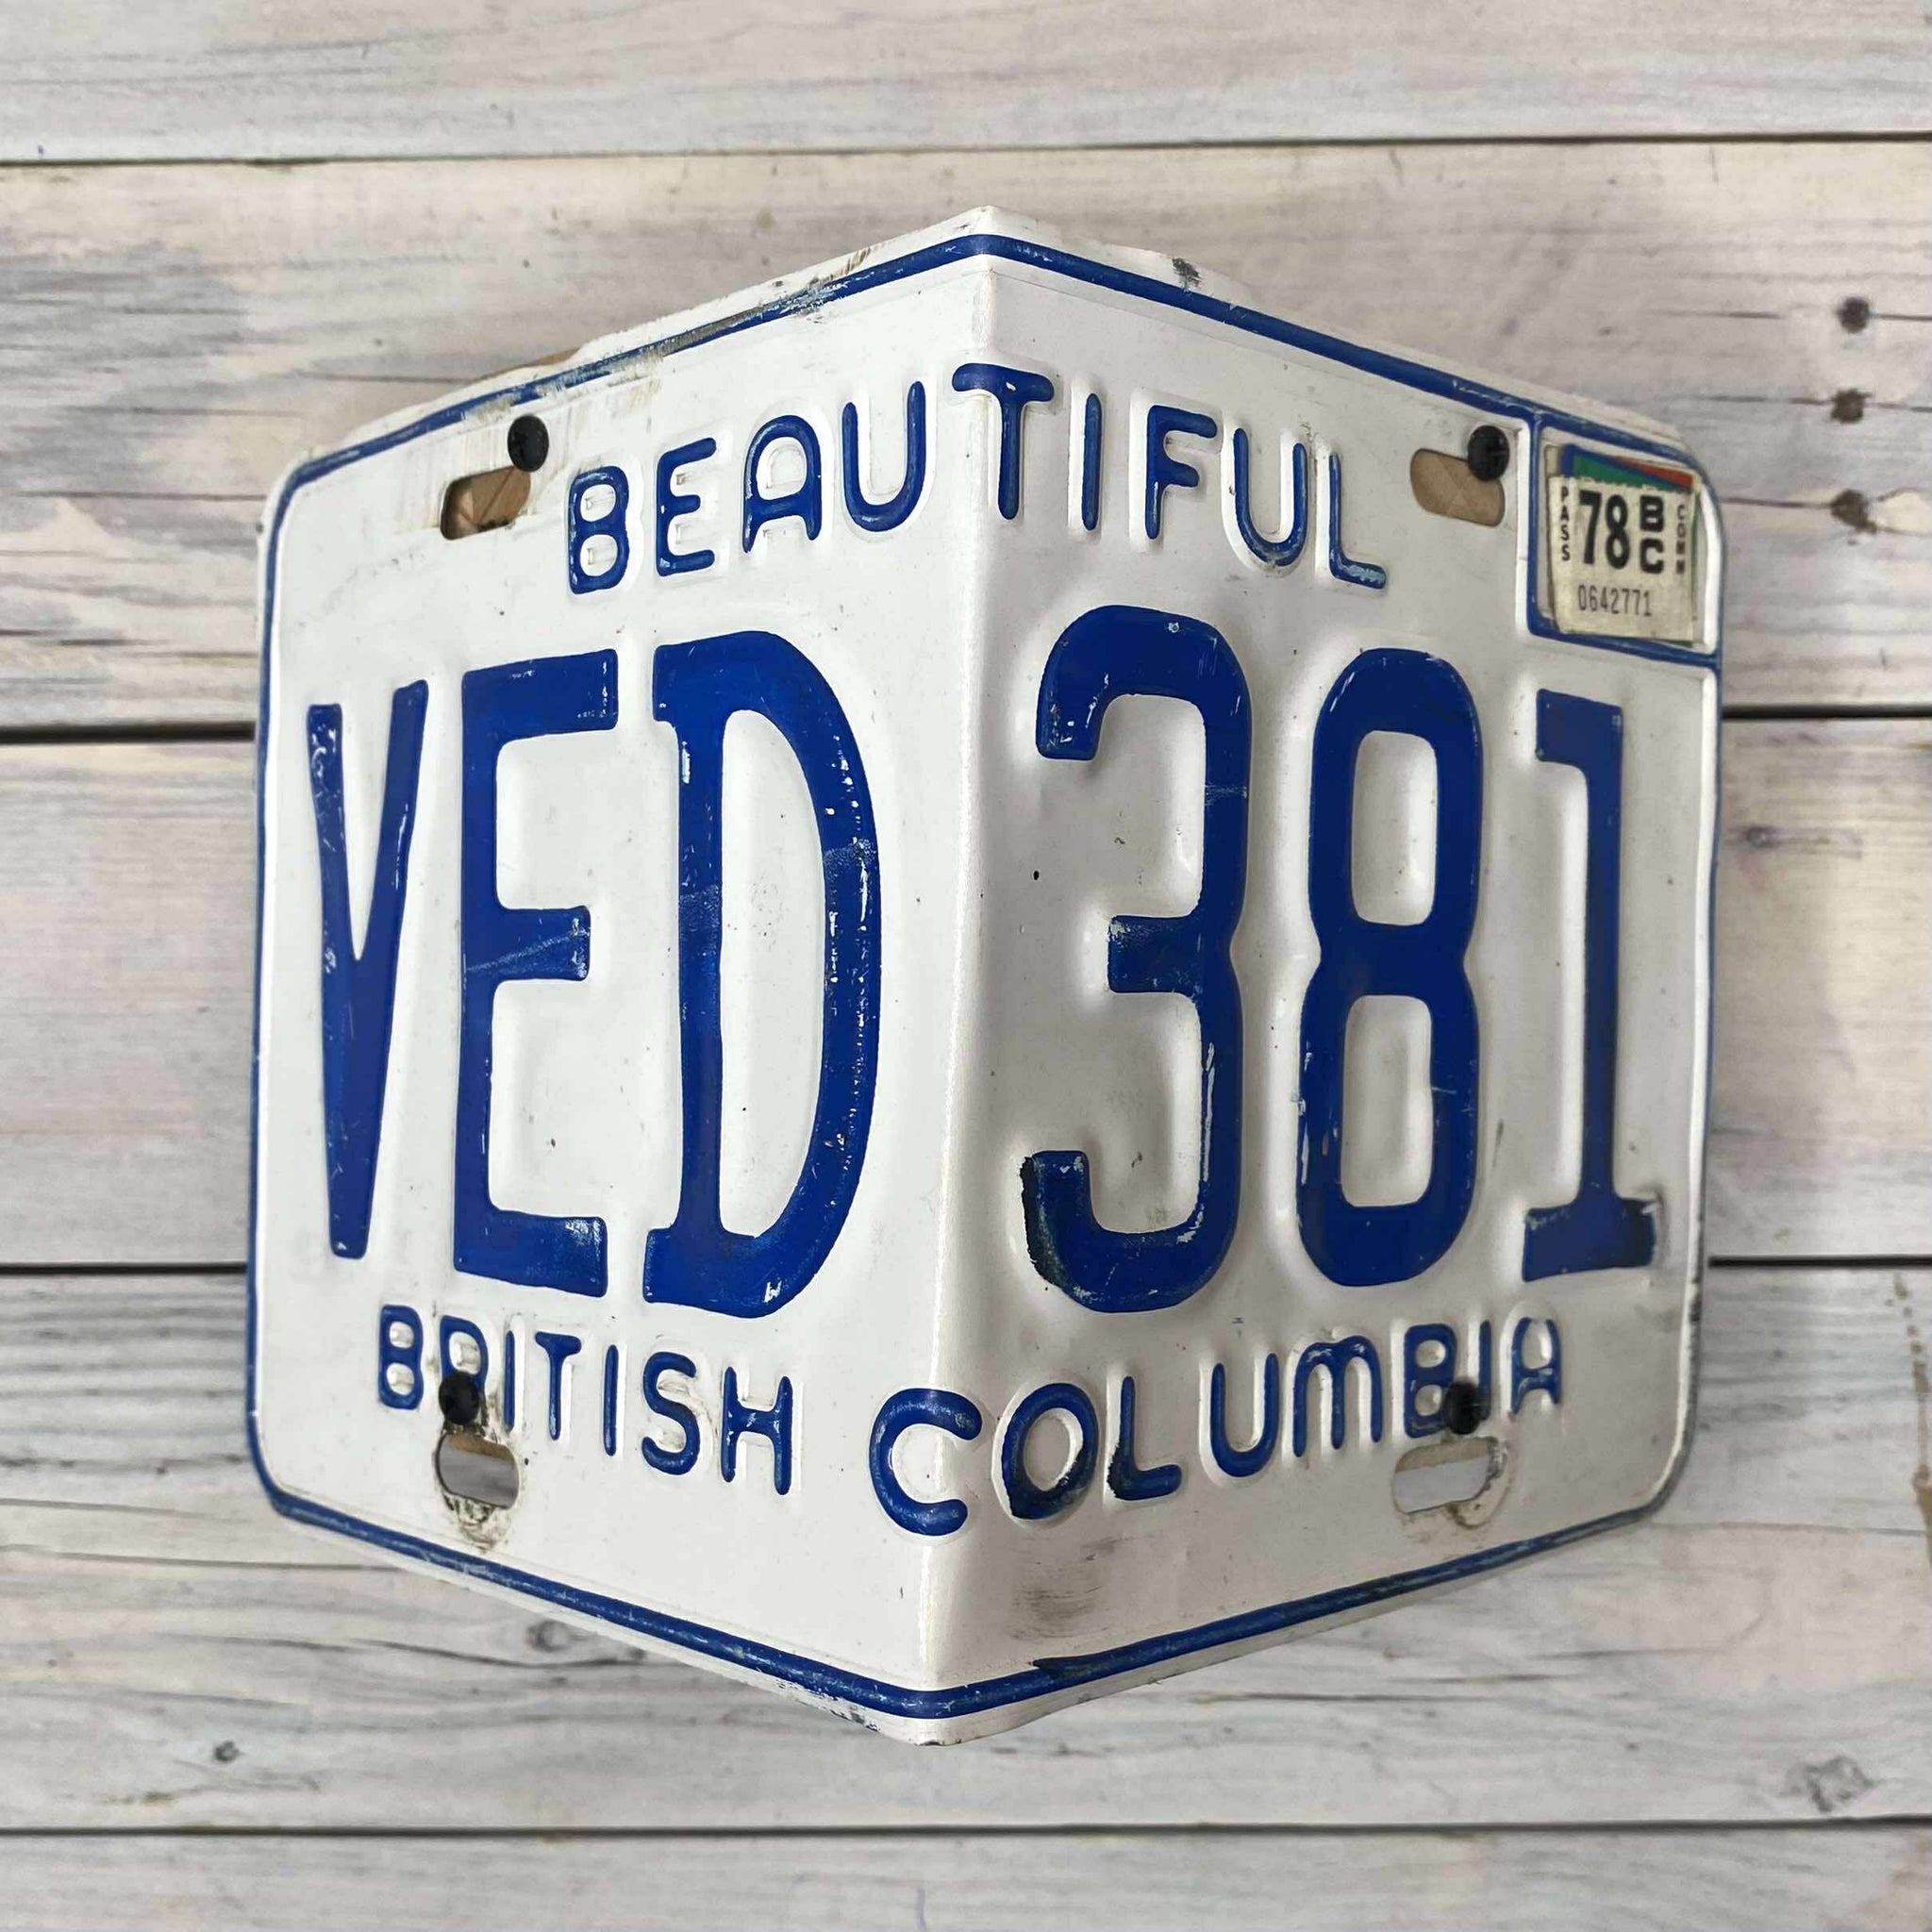 BEAUTIFUL
PASS 78 BC COMM
0642771
VED 381
BRITISH COLUMBIA